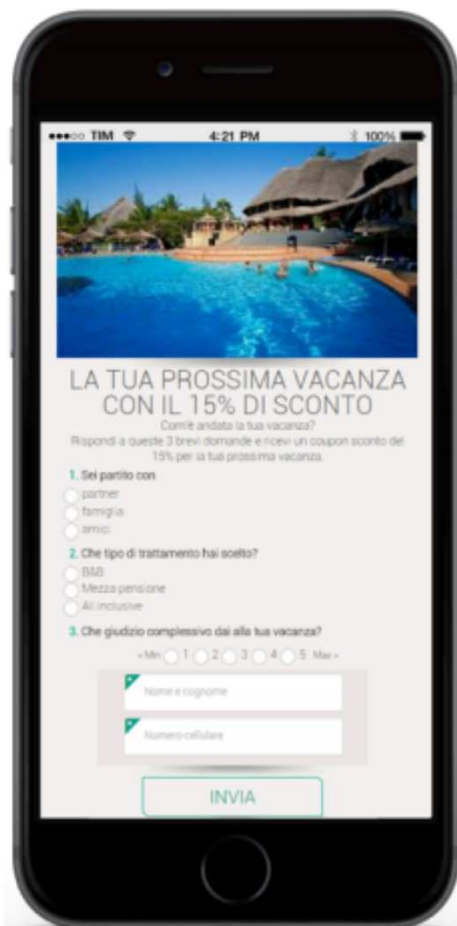 TIM 4:21 PM 100%
LA TUA PROSSIMA VACANZA
CON IL 15% DI SCONTO
Com'è andata la tua vacanza?
Rispondi a queste 3 brevi domande e ricevi un coupon sconto del
15% per la tua prossima vacanza.
1. Sei partito con
partner
famiglia
amici
2. Che tipo di trattamento hai scelto?
B&B
Mezza pensione
All inclusive
3. Che giudizio complessivo dai alla tua vacanza?
« Min 1 2 3 4 5 Max »
Nome e cognome
Numero cellulare
INVIA